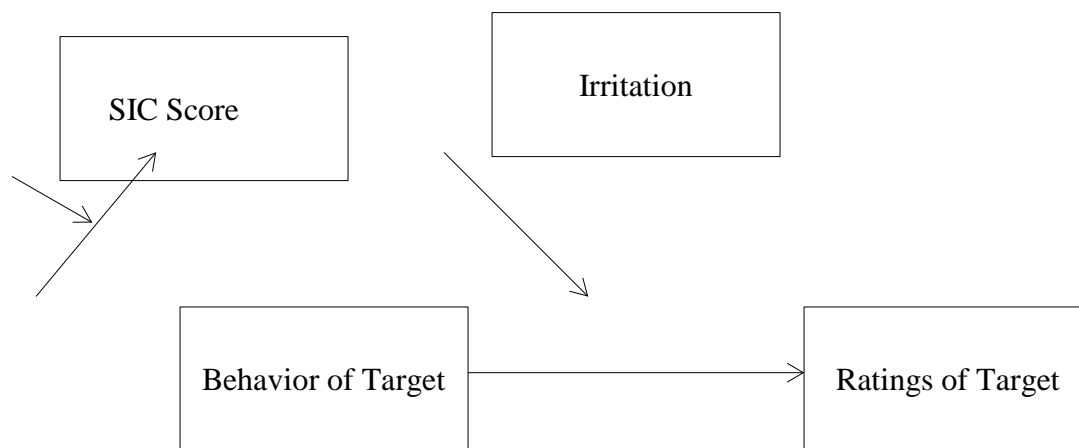 SIC Score
Irritation
Behavior of Target
Ratings of Target